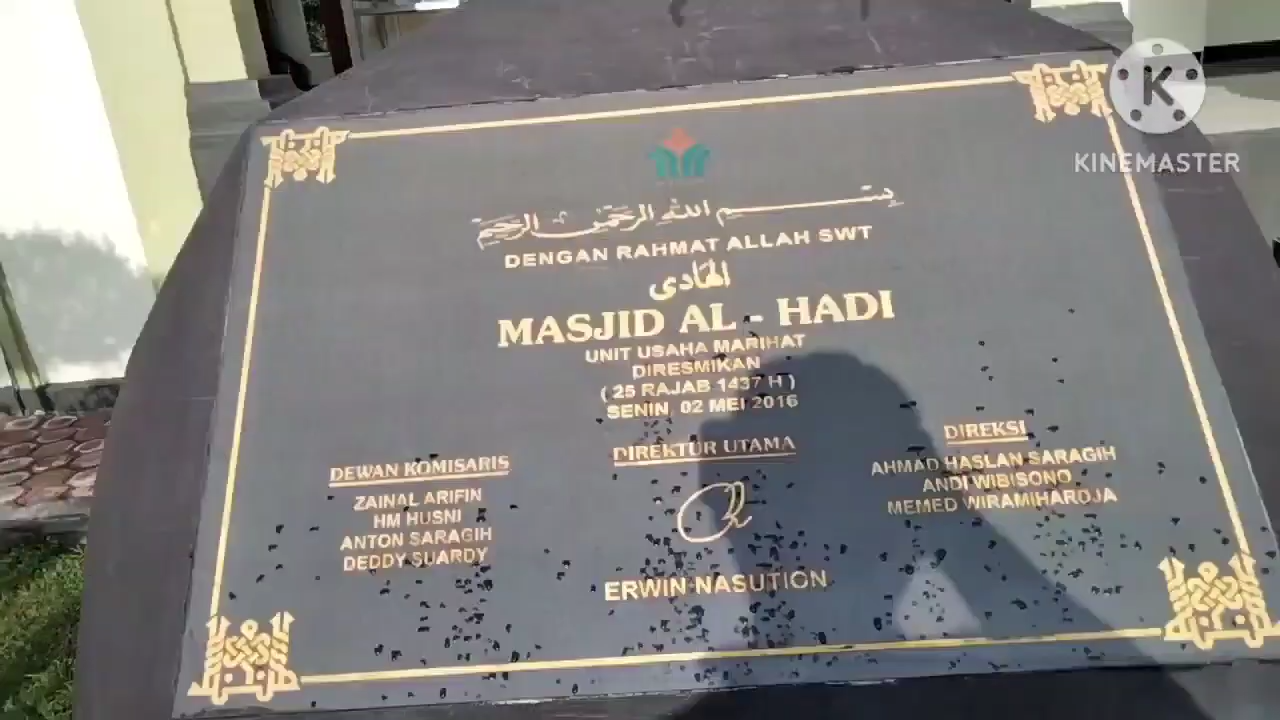 KINEMASTER
بسم الله الرحمن الرحيم
DENGAN RAHMAT ALLAH SWT
الهادى
MASJID AL - HADI
UNIT USAHA MARIHAT
DIRESMIKAN
( 25 RAJAB 1437 H )
SENIN, 02 MEI 2016
DEWAN KOMISARIS
ZAINAL ARIFIN
HM HUSNI
ANTON SARAGIH
DEDDY SUARDY
DIREKTUR UTAMA
ERWIN NASUTION
DIREKSI
AHMAD HASLAN SARAGIH
ANDI WIBISONO
MEMED WIRAMIHARDJA